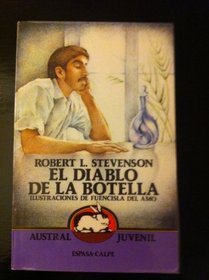 ROBERT L. STEVENSON
EL DIABLO
DE LA BOTELLA
ILUSTRACIONES DE FUENCISLA DEL AMO
AUSTRAL JUVENIL
ESPASA-CALPE